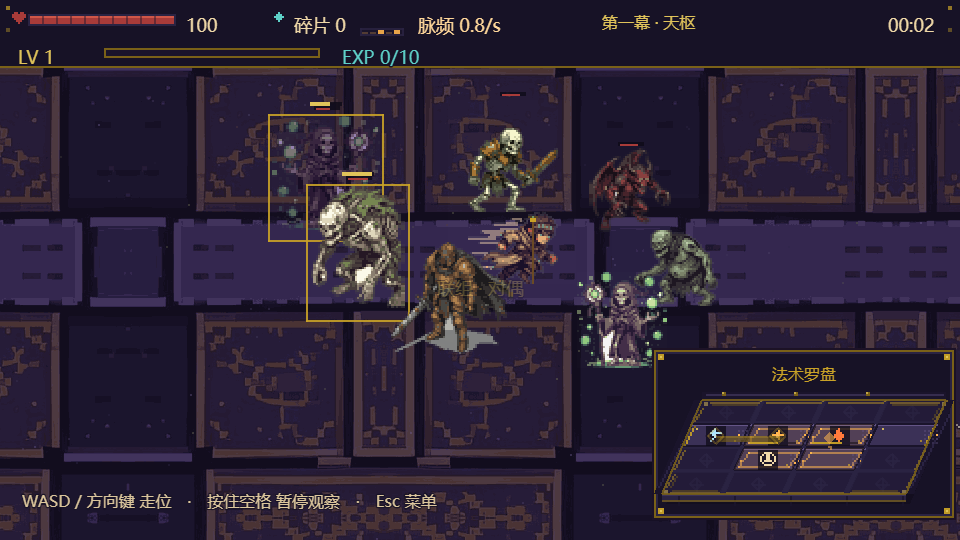 100
碎片 0
脉频 0.8/s
第一幕 · 天枢
00:02
LV 1
EXP 0/10
法术罗盘
WASD / 方向键 走位 · 按住空格 暂停观察 · Esc 菜单